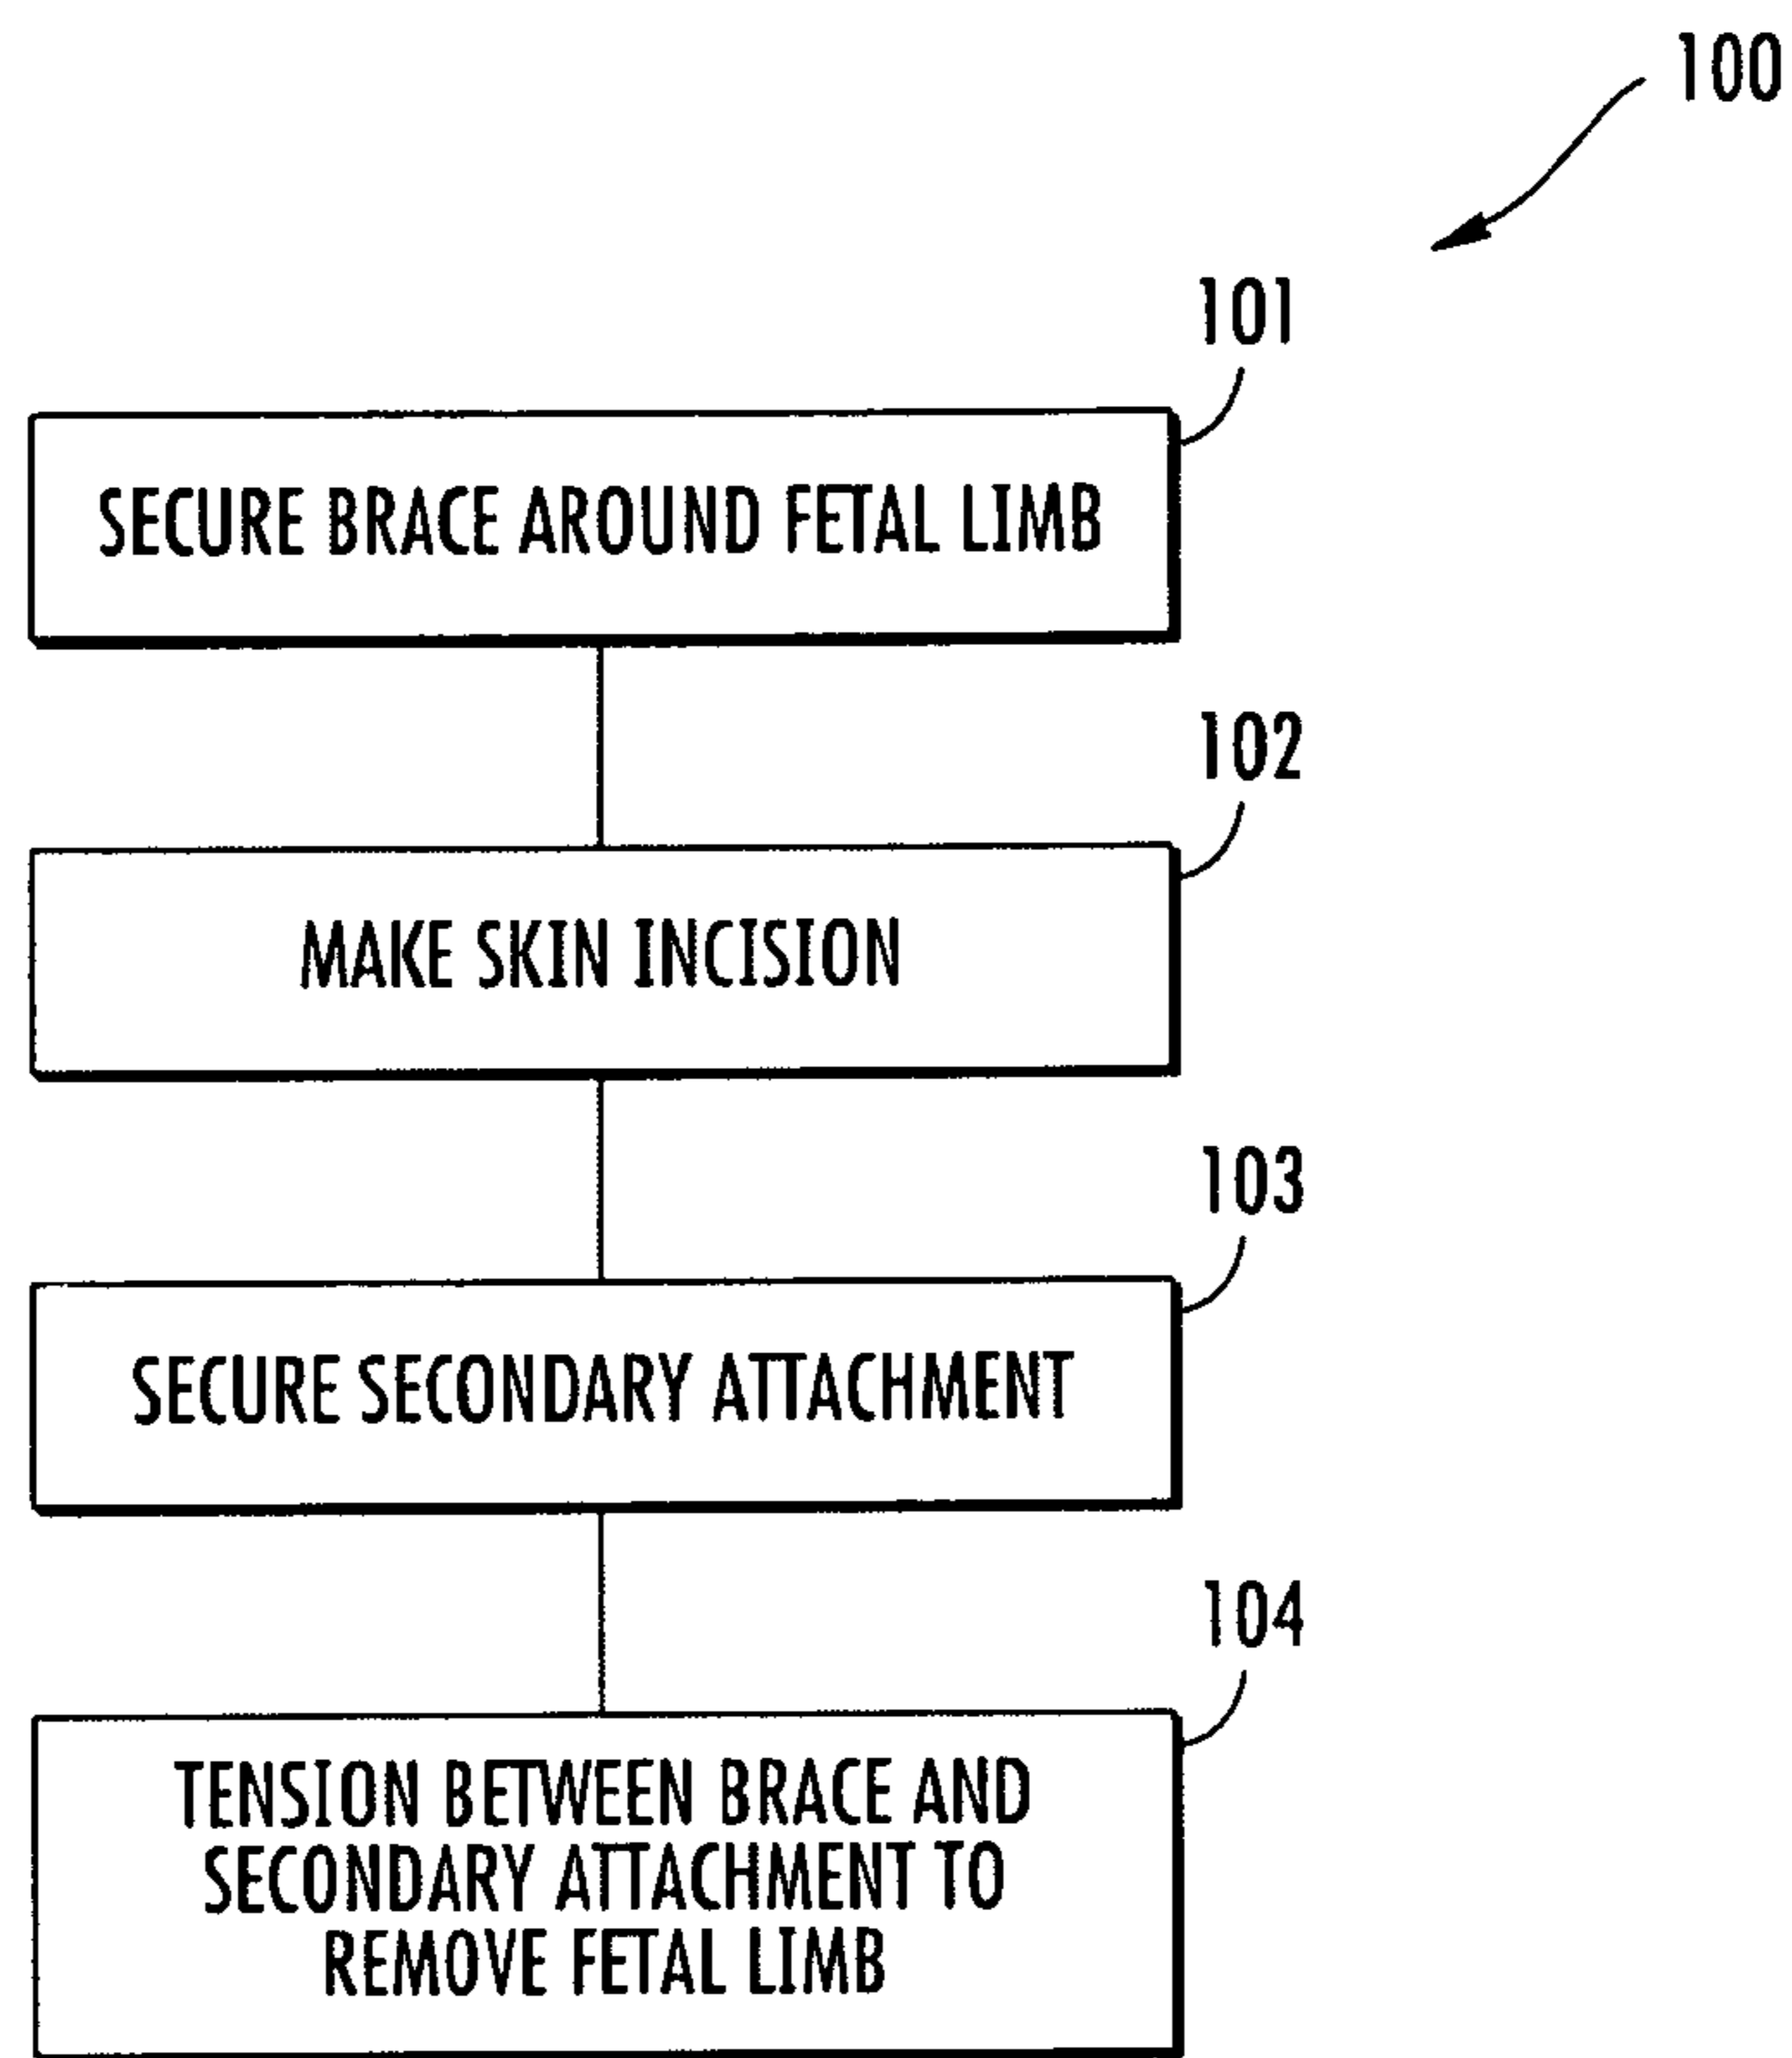 100
101
SECURE BRACE AROUND FETAL LIMB
102
MAKE SKIN INCISION
103
SECURE SECONDARY ATTACHMENT
104
TENSION BETWEEN BRACE AND
SECONDARY ATTACHMENT TO
REMOVE FETAL LIMB